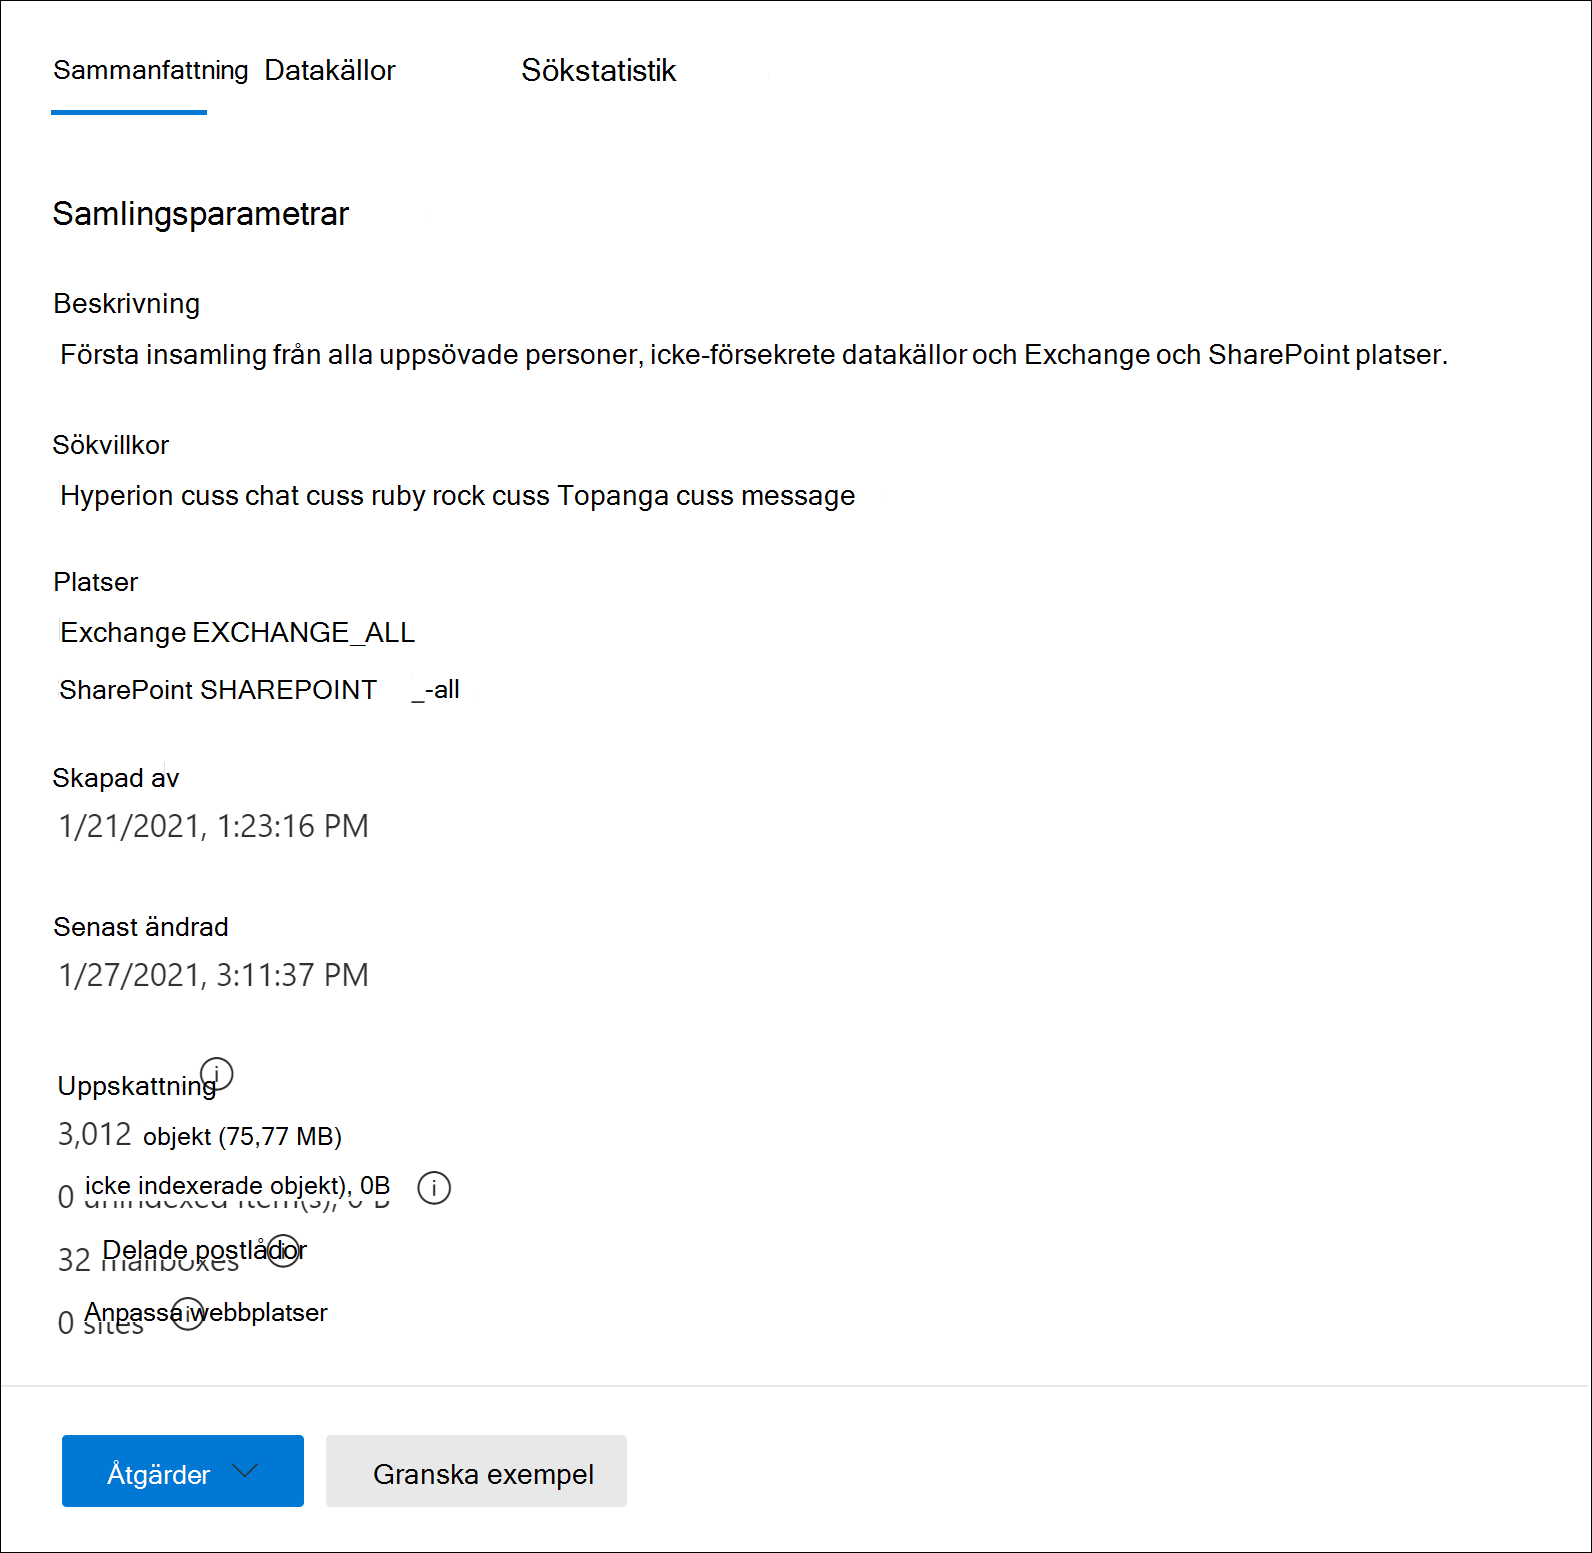 Sammanfattning Datakällor Sökstatistik
Samlingsparametrar
Beskrivning
Första insamling från alla uppsövade personer, icke-försekrete datakällor och Exchange och SharePoint platser.
Sökvillkor
Hyperion cuss chat cuss ruby rock cuss Topanga cuss message
Platser
Exchange EXCHANGE_ALL
SharePoint SHAREPOINT _-all
Skapad av
1/21/2021, 1:23:16 PM
Senast ändrad
1/27/2021, 3:11:37 PM
Uppskattning
3,012 objekt (75,77 MB)
icke indexerade objekt), 0B
0 unindexed item(s), 0 B
Delade postlådor
32 mailboxes
Anpassa webbplatser
0 sites
Åtgärder Granska exempel